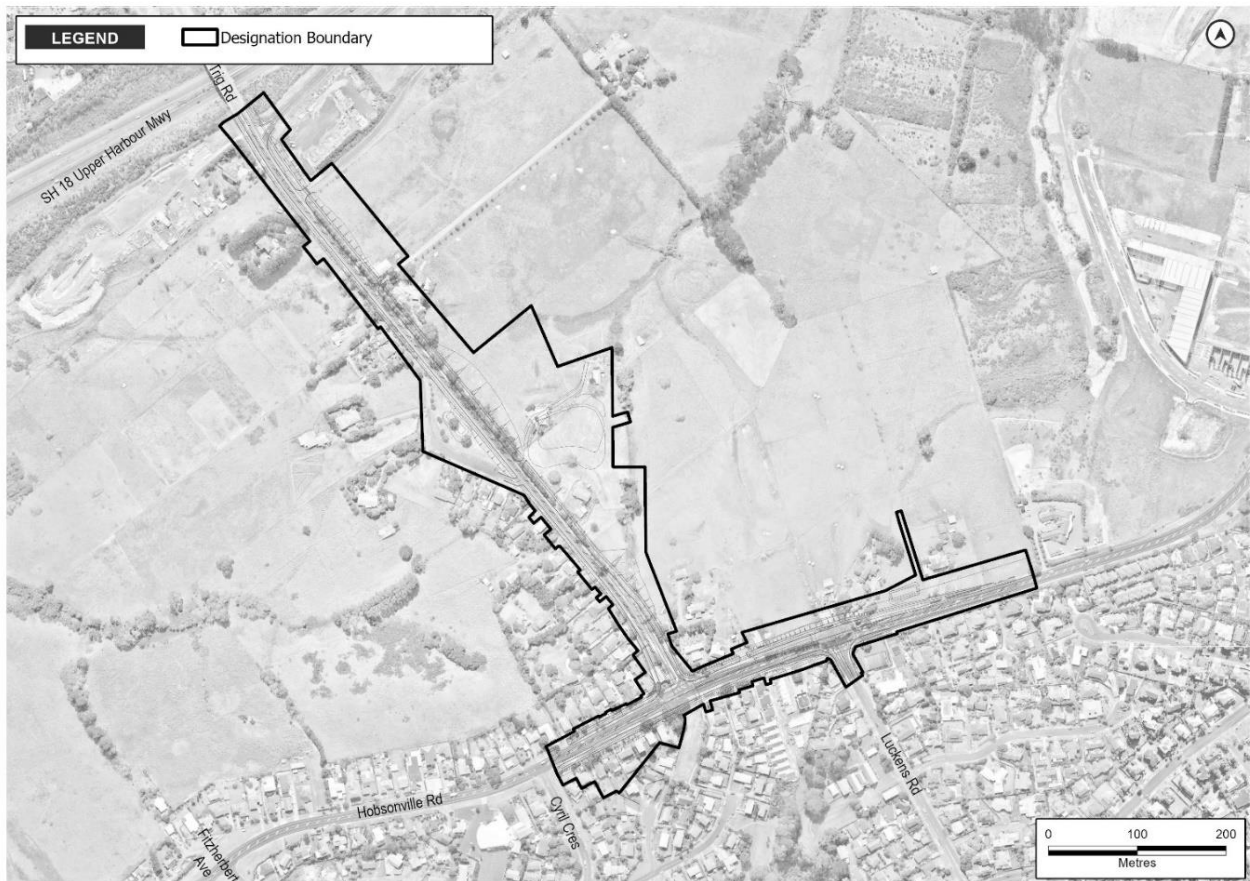 LEGEND
Designation Boundary
Trig Rd
SH 18 Upper Harbour Mwy
Luckens Rd
Hobsonville Rd
Cyril Cres
Fitzherbert
Ave
0 100 200
Metres